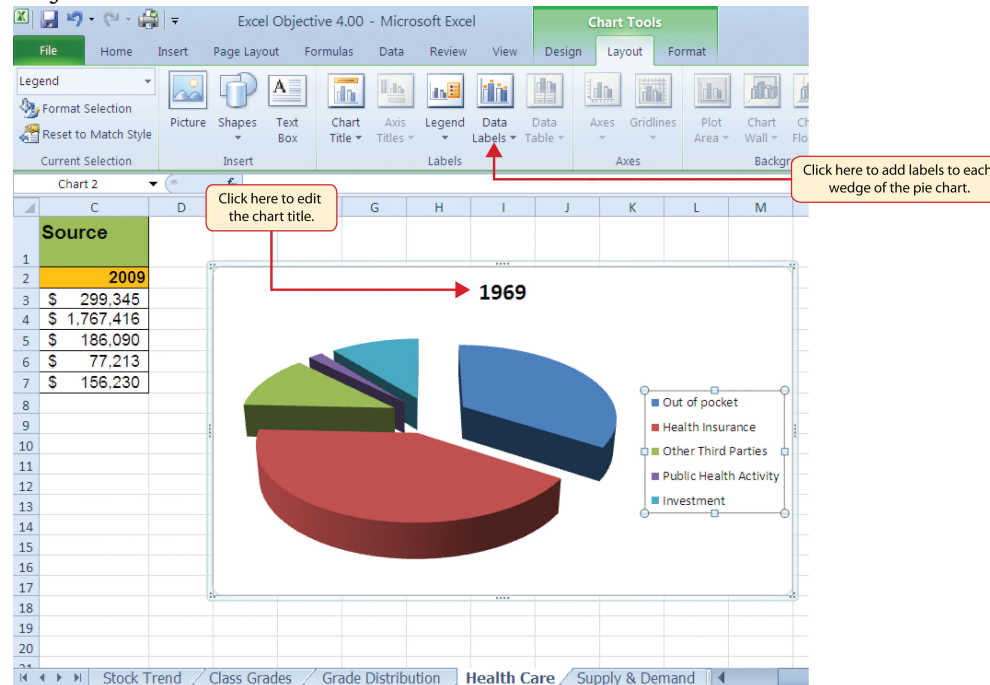 Excel Objective 4.00 - Microsoft Excel
Chart Tools
File Home Insert Page Layout Formulas Data Review View Design Layout Format
Legend
Format Selection
Reset to Match Style
Current Selection
Picture Shapes Text Box
Insert
Chart Title Axis Titles Legend Data Labels Data Table
Labels
Axes Gridlines
Axes
Plot Area Chart Wall Ch Flo
Backgr
Click here to add labels to each
wedge of the pie chart.
Chart 2
Click here to edit
the chart title.
C D G H I J K L M
1 Source
2 2009
3 $ 299,345
4 $ 1,767,416
5 $ 186,090
6 $ 77,213
7 $ 156,230
8
9
10
11
12
13
14
15
16
17
18
19
20
1969
Out of pocket
Health Insurance
Other Third Parties
Public Health Activity
Investment
Stock Trend Class Grades Grade Distribution Health Care Supply & Demand